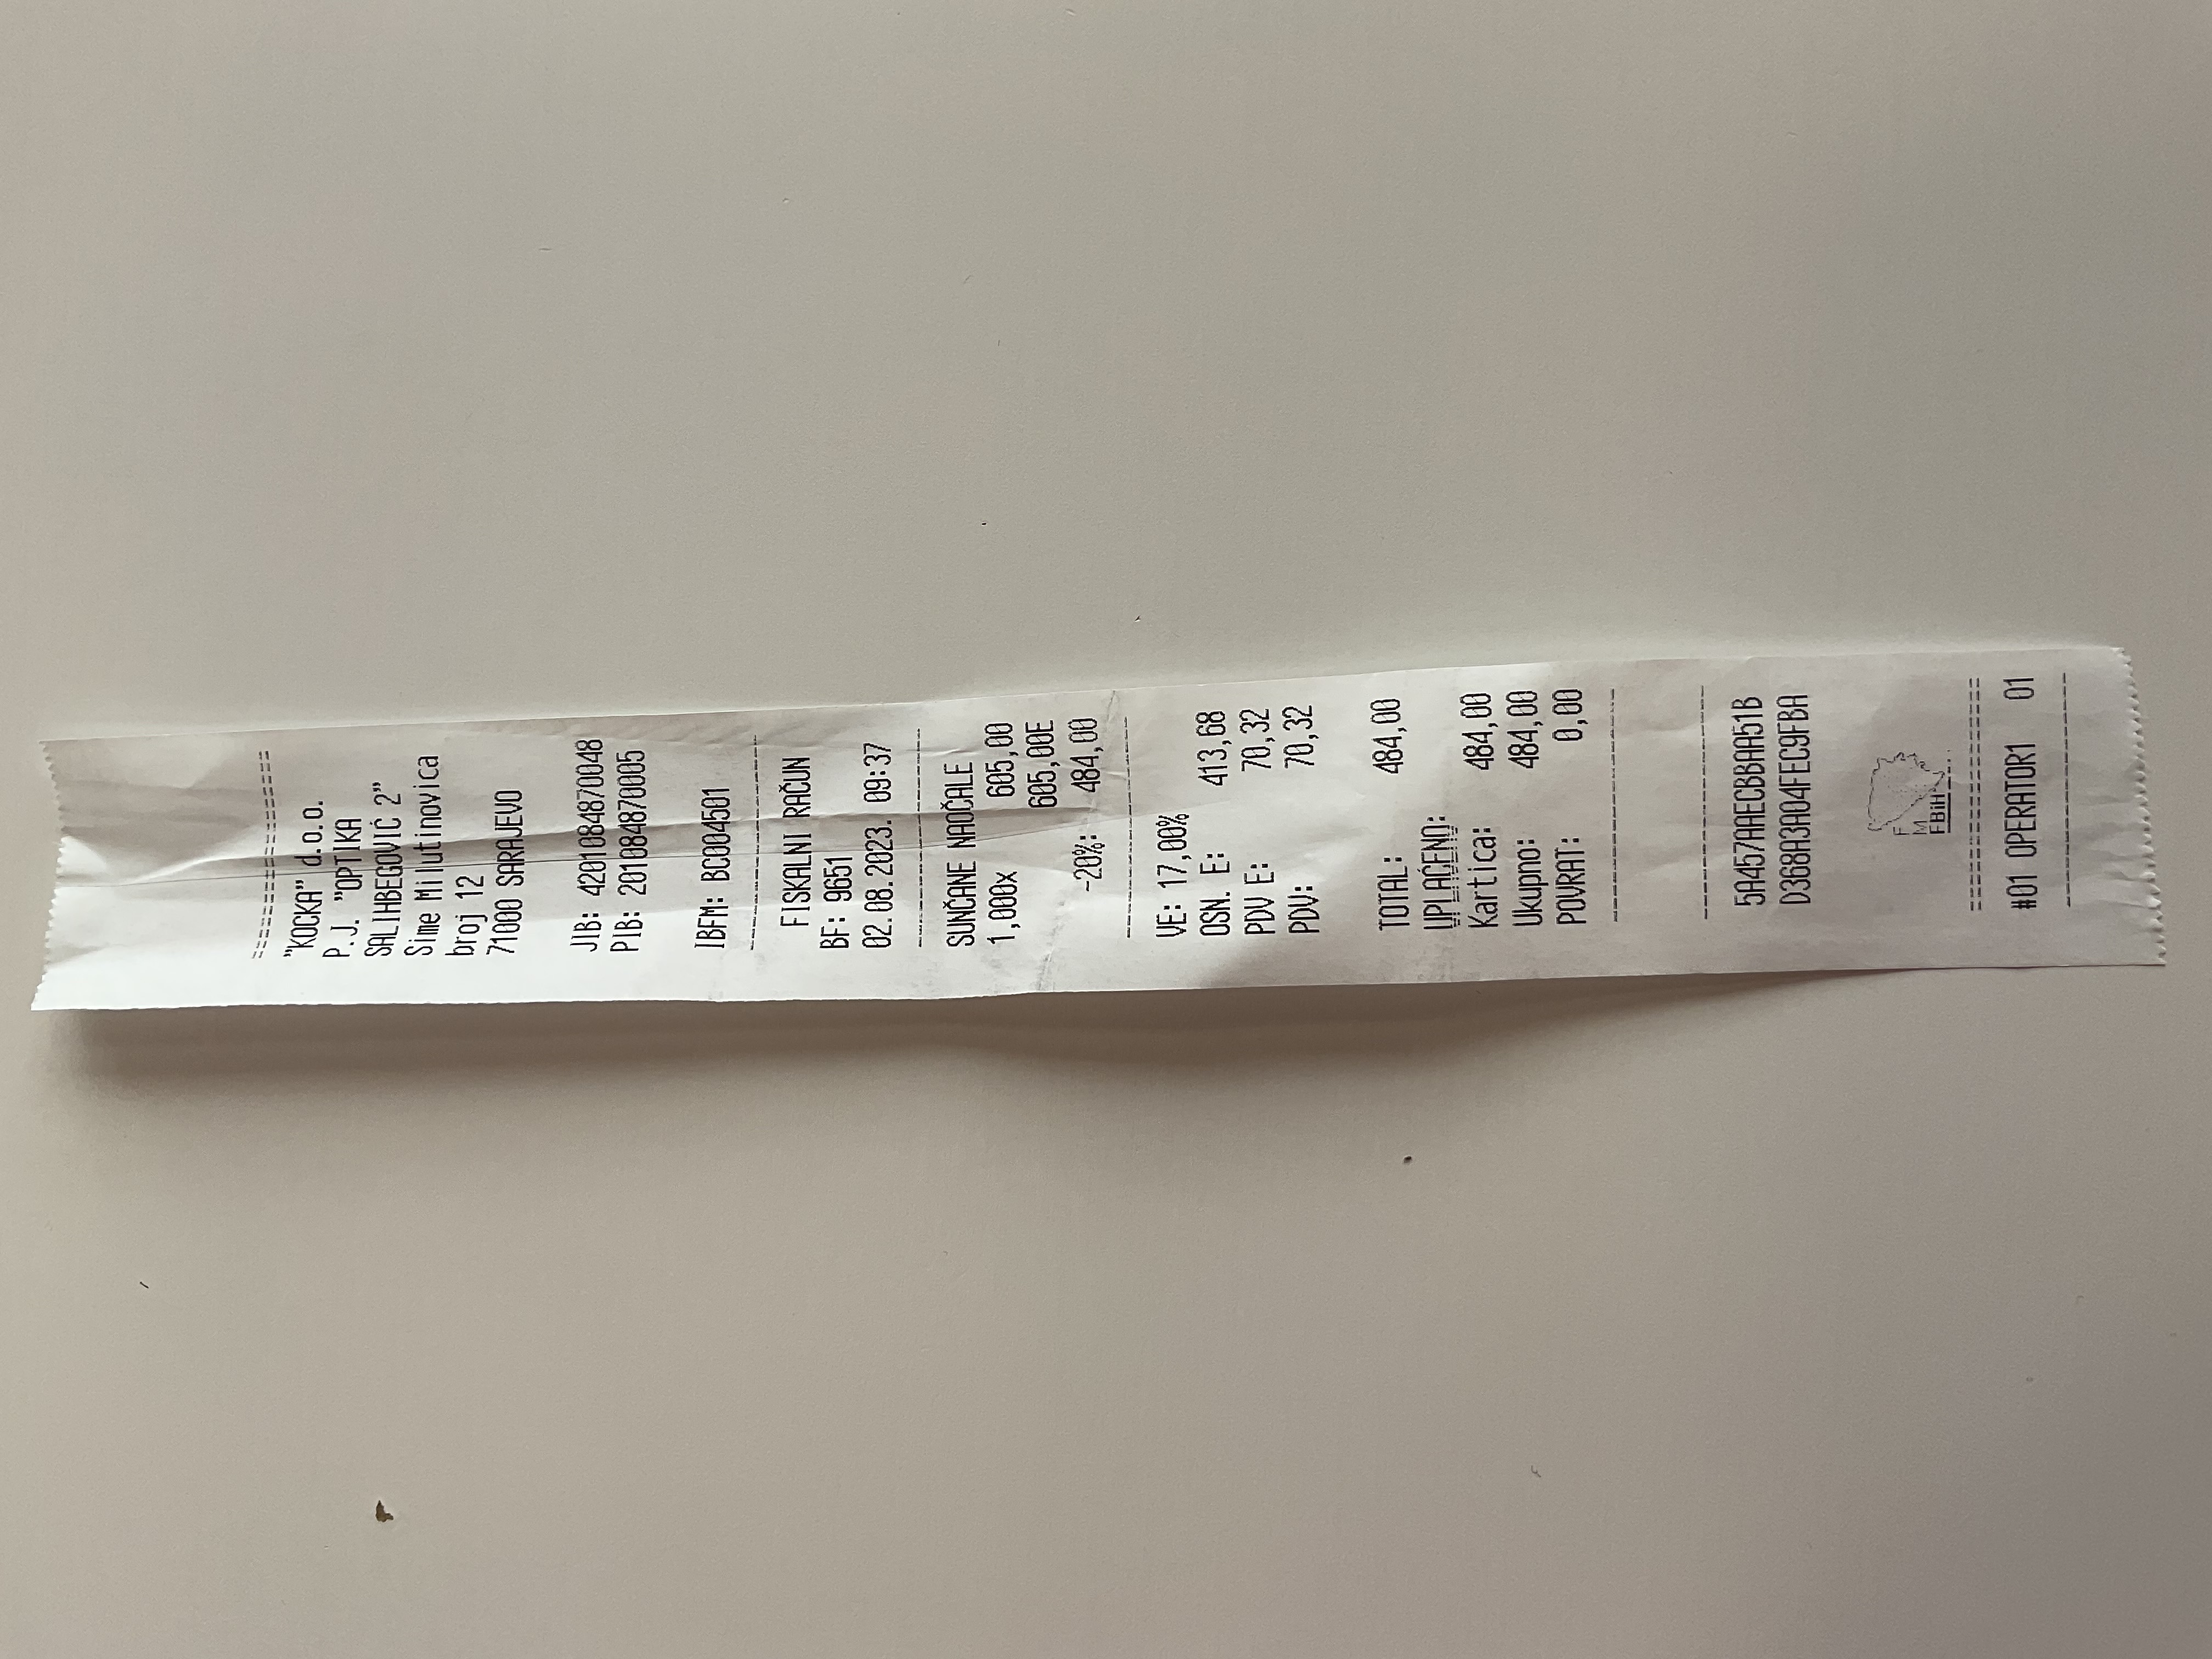 "KOCKA" d.o.o.
P.J. "OPTIKA
SALIHBEGOVIĆ 2"
Sime Milutinovica
broj 12
71000 SARAJEVO
JIB: 4201084870048
PIB: 201084870005
IBFM: BC004501
FISKALNI RAČUN
BF: 9651
02.08.2023. 09:37
SUNČANE NAOČALE
1,000x 605,00
605,00E
-20%: 484,00
VE: 17,00%
OSN. E: 413,68
PDV E: 70,32
PDV: 70,32
TOTAL: 484,00
UPLAĆENO:
Kartica: 484,00
Ukupno: 484,00
POVRAT: 0,00
5A457AAECBBAA51B
D368A3A04FEC9FBA
F
M
FBiH
#01 OPERATOR1 01